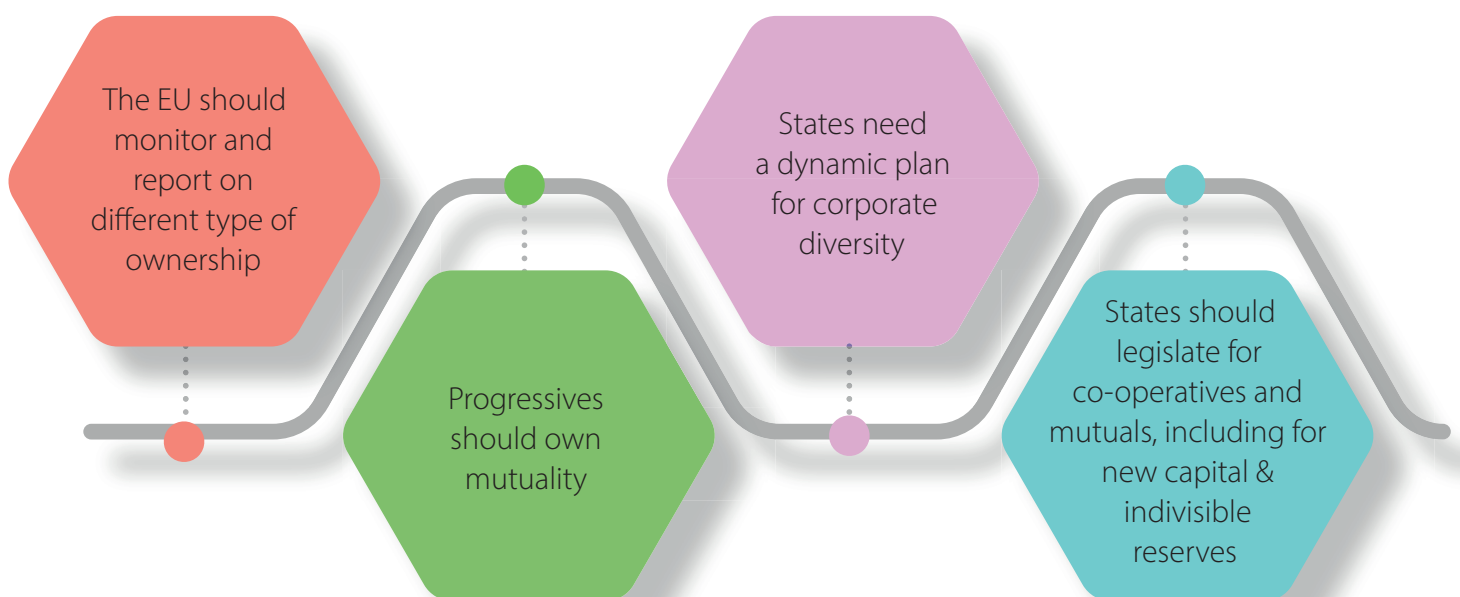 The EU should
monitor and
report on
different type of
ownership
Progressives
should own
mutuality
States need
a dynamic plan
for corporate
diversity
States should
legislate for
co-operatives and
mutuals, including for
new capital &
indivisible
reserves